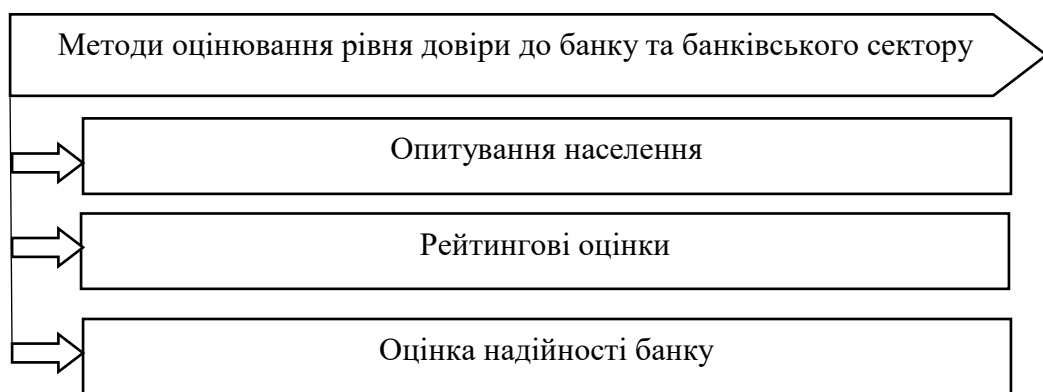 Методи оцінювання рівня довіри до банку та банківського сектору
Опитування населення
Рейтингові оцінки
Оцінка надійності банку